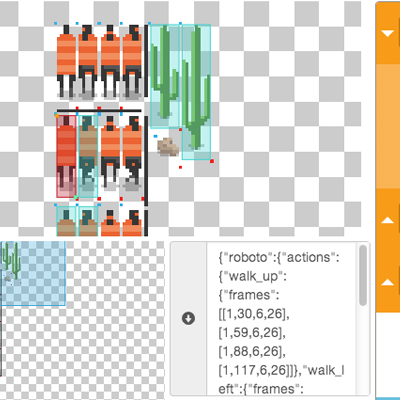 {"roboto":{"actions":
{"walk_up":
{"frames":
[[1,30,6,26],
[1,59,6,26],
[1,88,6,26],
[1,117,6,26]]},"walk_l
eft":{"frames":